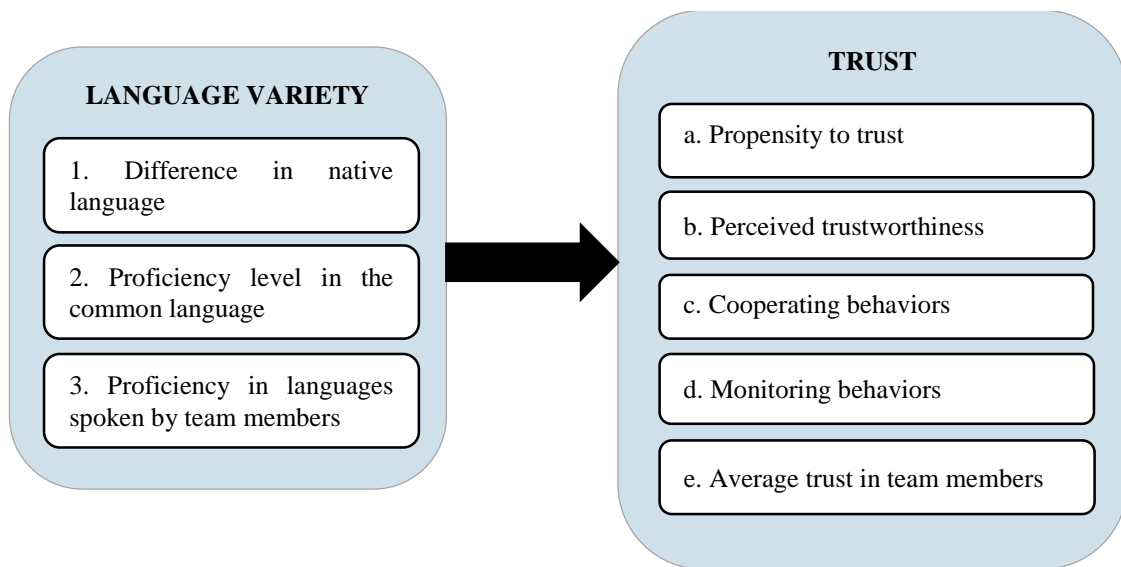 LANGUAGE VARIETY
1. Difference in native
language
2. Proficiency level in the
common language
3. Proficiency in languages
spoken by team members
TRUST
a. Propensity to trust
b. Perceived trustworthiness
c. Cooperating behaviors
d. Monitoring behaviors
e. Average trust in team members